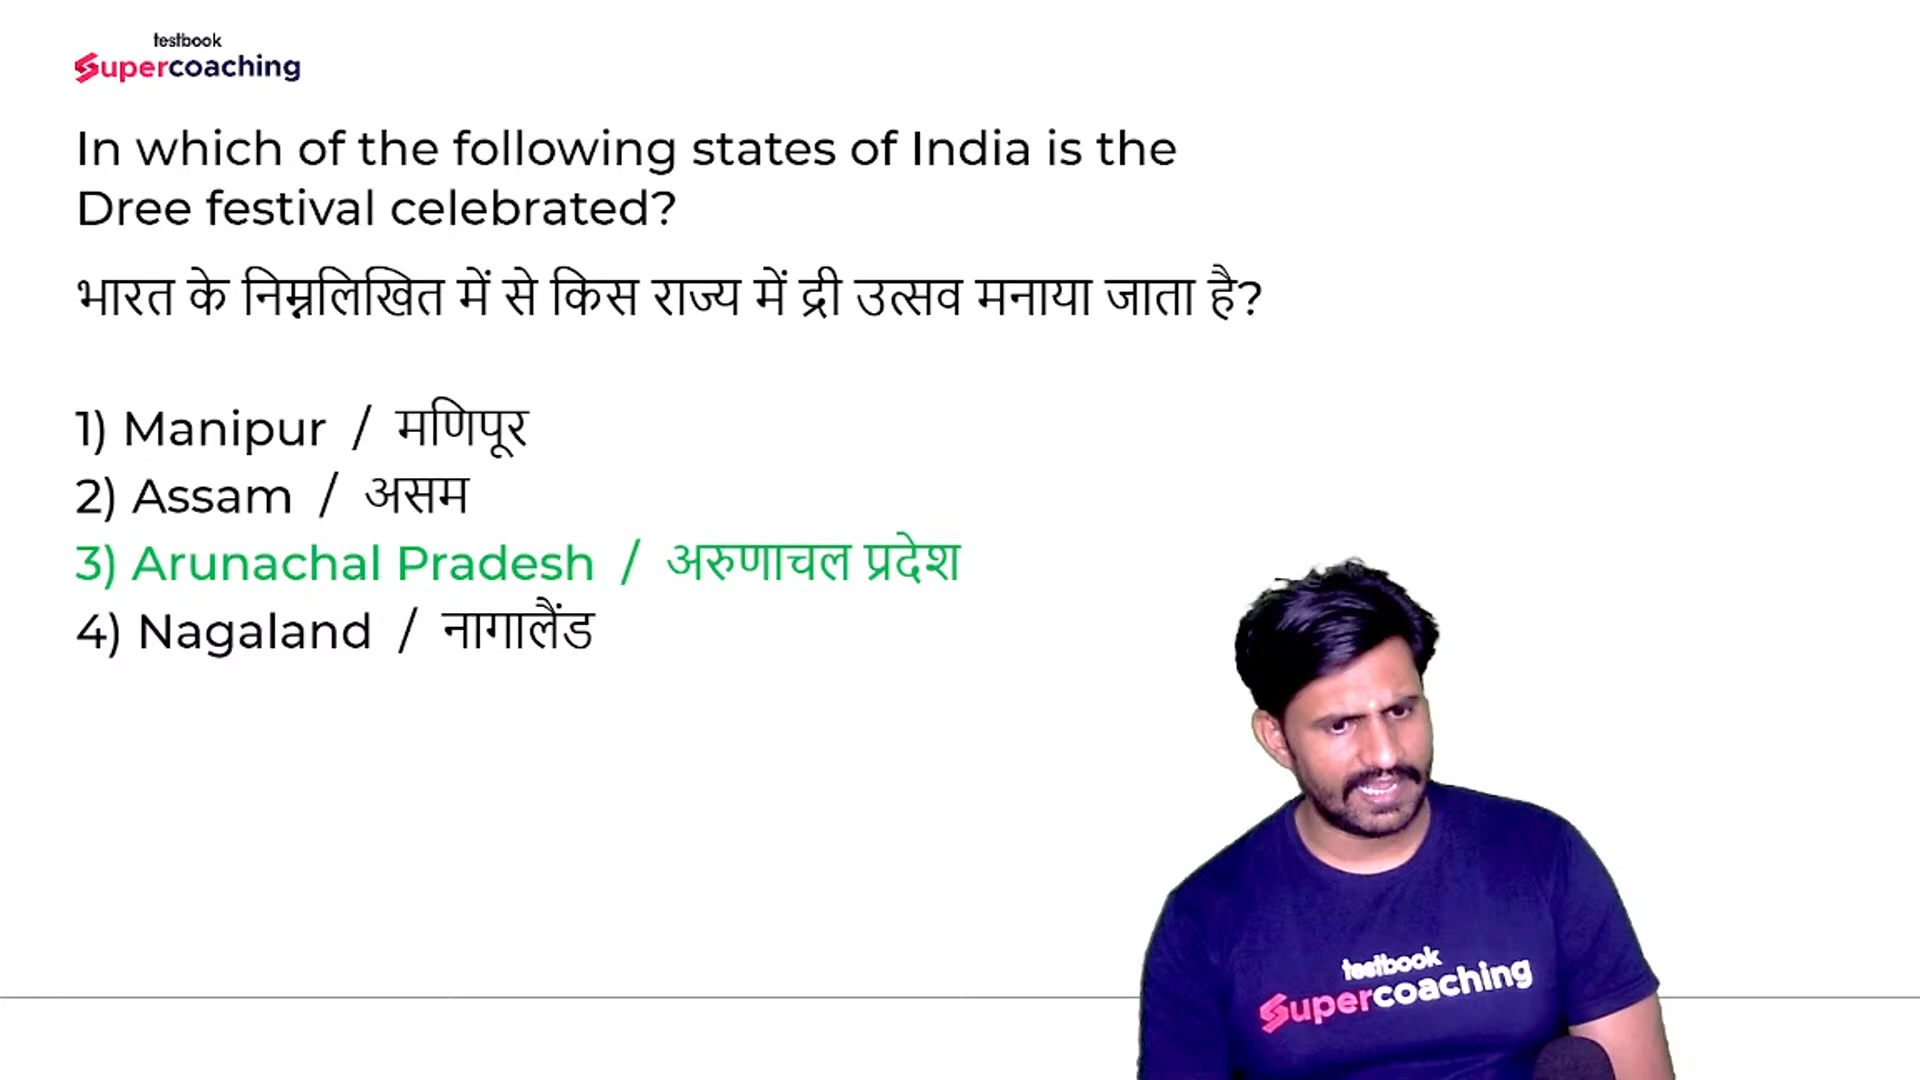 testbook
Supercoaching
In which of the following states of India is the
Dree festival celebrated?
भारत के निम्नलिखित में से किस राज्य में द्री उत्सव मनाया जाता है?
1) Manipur / मणिपूर
2) Assam / असम
3) Arunachal Pradesh / अरुणाचल प्रदेश
4) Nagaland / नागालैंड
testbook
Supercoaching